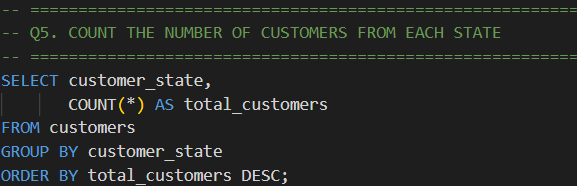 -- ==========================================================
-- Q5. COUNT THE NUMBER OF CUSTOMERS FROM EACH STATE
-- ==========================================================
SELECT customer_state,
       COUNT(*) AS total_customers
FROM customers
GROUP BY customer_state
ORDER BY total_customers DESC;